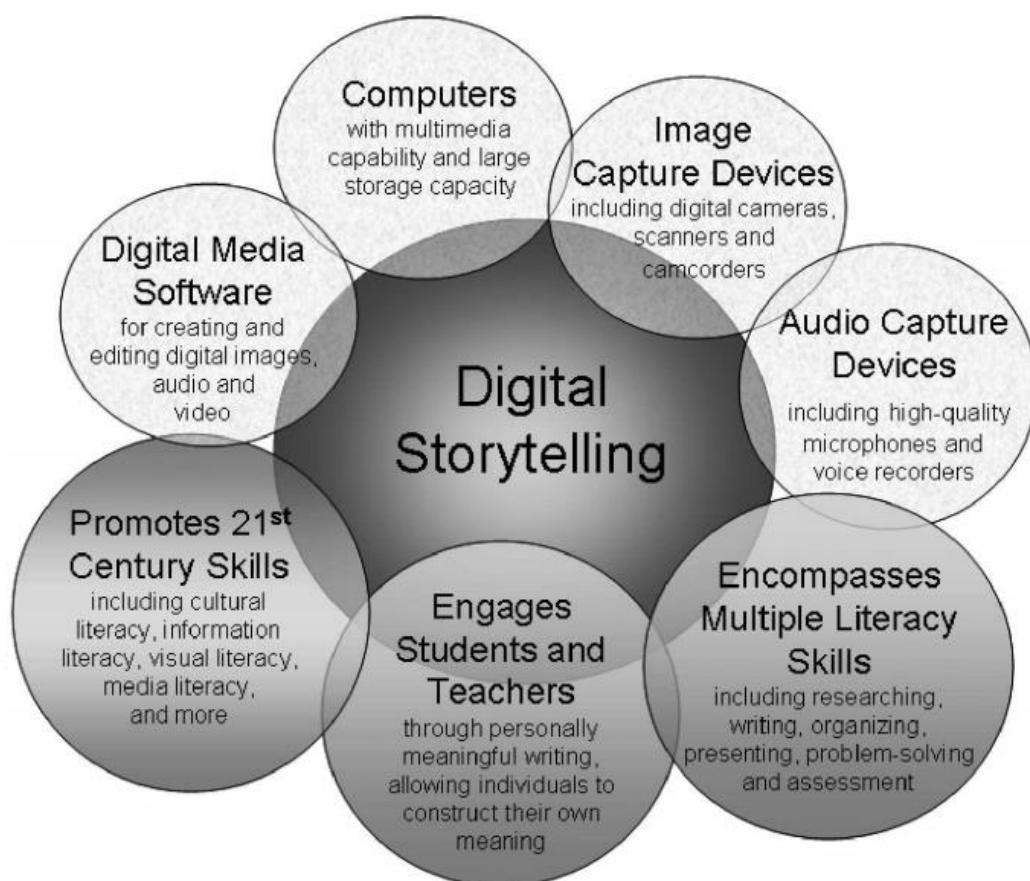 Computers
with multimedia
capability and large
storage capacity
Image
Capture Devices
including digital cameras,
scanners and
camcorders
Digital Media
Software
for creating and
editing digital images,
audio and
video
Audio Capture
Devices
including high-quality
microphones and
voice recorders
Digital
Storytelling
Promotes 21st
Century Skills
including cultural
literacy, information
literacy, visual literacy,
media literacy,
and more
Engages
Students and
Teachers
through personally
meaningful writing,
allowing individuals to
construct their own
meaning
Encompasses
Multiple Literacy
Skills
including researching,
writing, organizing,
presenting, problem-solving
and assessment